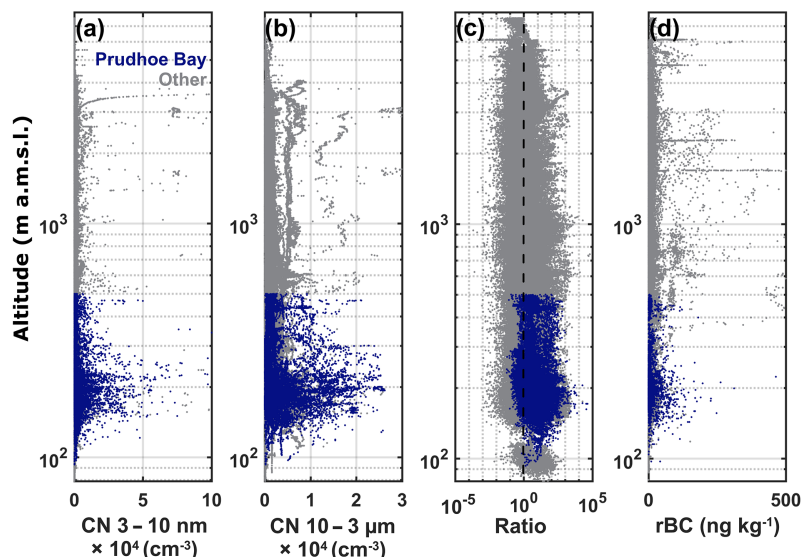 (a) (b) (c) (d)
Prudhoe Bay
Other
Altitude (m a.m.s.l.)
10³ 10³ 10³ 10³
10² 10² 10² 10²
0 5 10 0 1 2 3 10⁻⁵ 10⁰ 10⁵ 0 500
CN 3 – 10 nm CN 10 – 3 µm Ratio rBC (ng kg⁻¹)
× 10⁴ (cm⁻³) × 10⁴ (cm⁻³)